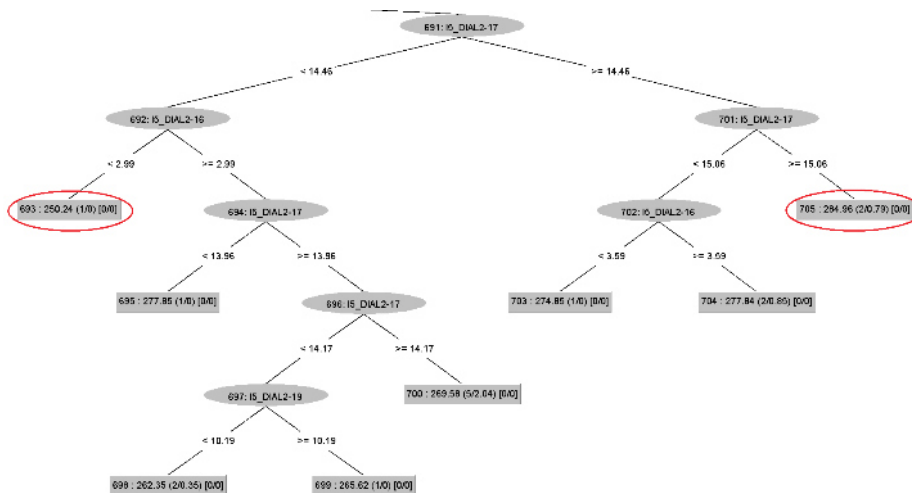 691: I5_DIAL2-17
< 14.46
>= 14.46
692: I5_DIAL2-16
701: I5_DIAL2-17
< 2.99
>= 2.99
< 15.06
>= 15.06
693 : 250.24 (1/0) [0/0]
694: I5_DIAL2-17
702: I5_DIAL2-16
705 : 284.96 (2/0.79) [0/0]
< 13.96
>= 13.96
< 3.59
>= 3.59
695 : 277.85 (1/0) [0/0]
696: I5_DIAL2-17
703 : 274.85 (1/0) [0/0]
704 : 277.84 (2/0.86) [0/0]
< 14.17
>= 14.17
697: I5_DIAL2-19
700 : 269.58 (5/2.04) [0/0]
< 10.19
>= 10.19
698 : 262.35 (2/0.35) [0/0]
699 : 265.62 (1/0) [0/0]